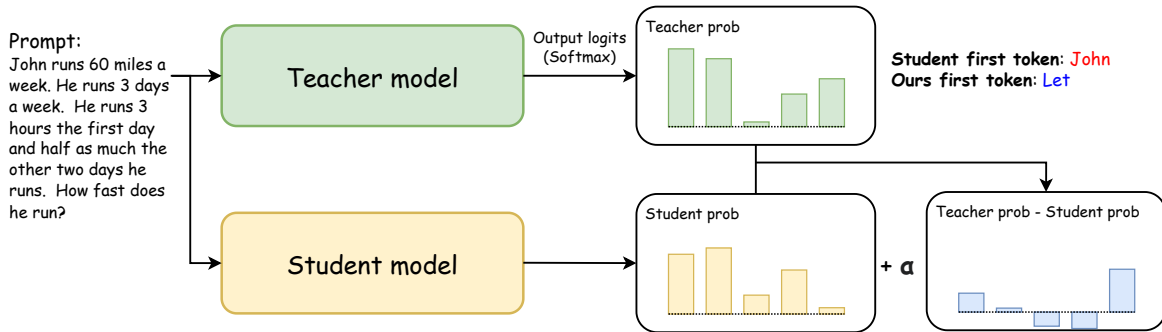 Prompt:
John runs 60 miles a
week. He runs 3 days
a week. He runs 3
hours the first day
and half as much the
other two days he
runs. How fast does
he run?
Teacher model
Output logits
(Softmax)
Teacher prob
Student first token: John
Ours first token: Let
Student model
Student prob
+ α
Teacher prob - Student prob